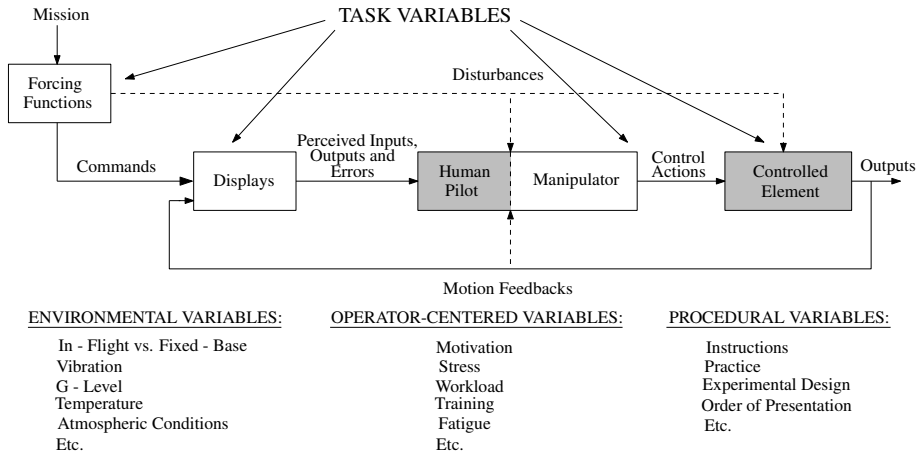 Mission
TASK VARIABLES
Forcing
Functions
Disturbances
Commands
Displays
Perceived Inputs,
Outputs and
Errors
Human
Pilot
Manipulator
Control
Actions
Controlled
Element
Outputs
Motion Feedbacks
ENVIRONMENTAL VARIABLES:
In - Flight vs. Fixed - Base
Vibration
G - Level
Temperature
Atmospheric Conditions
Etc.
OPERATOR-CENTERED VARIABLES:
Motivation
Stress
Workload
Training
Fatigue
Etc.
PROCEDURAL VARIABLES:
Instructions
Practice
Experimental Design
Order of Presentation
Etc.